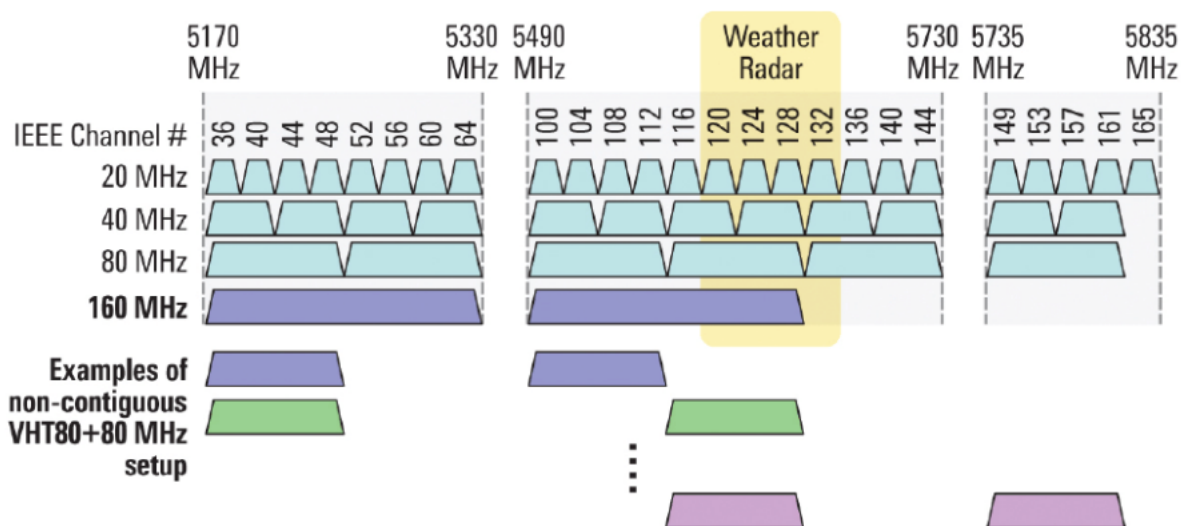 5170 MHz
5330 MHz
5490 MHz
Weather Radar
5730 MHz
5735 MHz
5835 MHz
IEEE Channel # 36 40 44 48 52 56 60 64 100 104 108 112 116 120 124 128 132 136 140 144 149 153 157 161 165
20 MHz
40 MHz
80 MHz
160 MHz
Examples of
non-contiguous
VHT80+80 MHz
setup